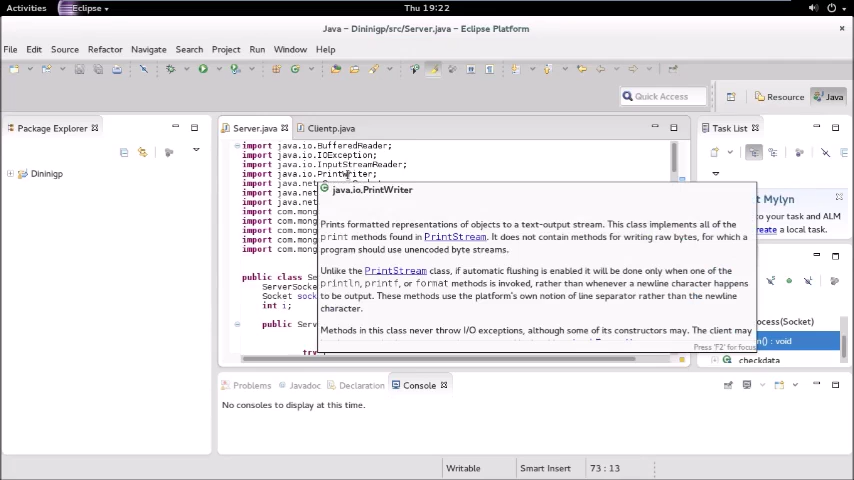 Activities
Eclipse
Thu 19:22
Java - Dininigp/src/Server.java - Eclipse Platform
File Edit Source Refactor Navigate Search Project Run Window Help
Quick Access
Resource
Java
Package Explorer
Server.java
Clientp.java
Task List
Dininigp
import java.io.BufferedReader;
import java.io.IOException;
import java.io.InputStreamReader;
import java.io.PrintWriter;
import java.net
import java.net
import java.net
import com.mong
import com.mong
import com.mong
import com.mong
import com.mong
public class Se
ServerSocke
Socket sock
int i;
public Serv
try
java.io.PrintWriter
Prints formatted representations of objects to a text-output stream. This class implements all of the
print methods found in PrintStream. It does not contain methods for writing raw bytes, for which a
program should use unencoded byte streams.
Unlike the PrintStream class, if automatic flushing is enabled it will be done only when one of the
println, printf, or format methods is invoked, rather than whenever a newline character happens
to be output. These methods use the platform's own notion of line separator rather than the newline
character.
Methods in this class never throw I/O exceptions, although some of its constructors may. The client may
Press 'F2' for focus
t Mylyn
to your task and ALM
create a local task.
ocess(Socket)
n() : void
checkdata
Problems
Javadoc
Declaration
Console
No consoles to display at this time.
Writable
Smart Insert
73 : 13